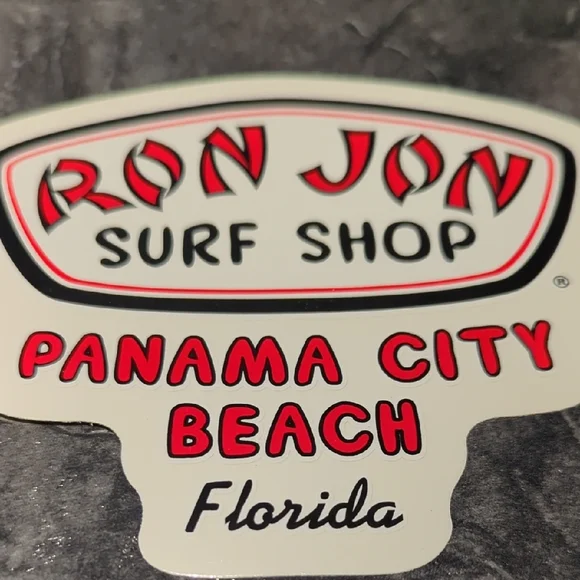 RON JON
SURF SHOP
®
PANAMA CITY
BEACH
Florida